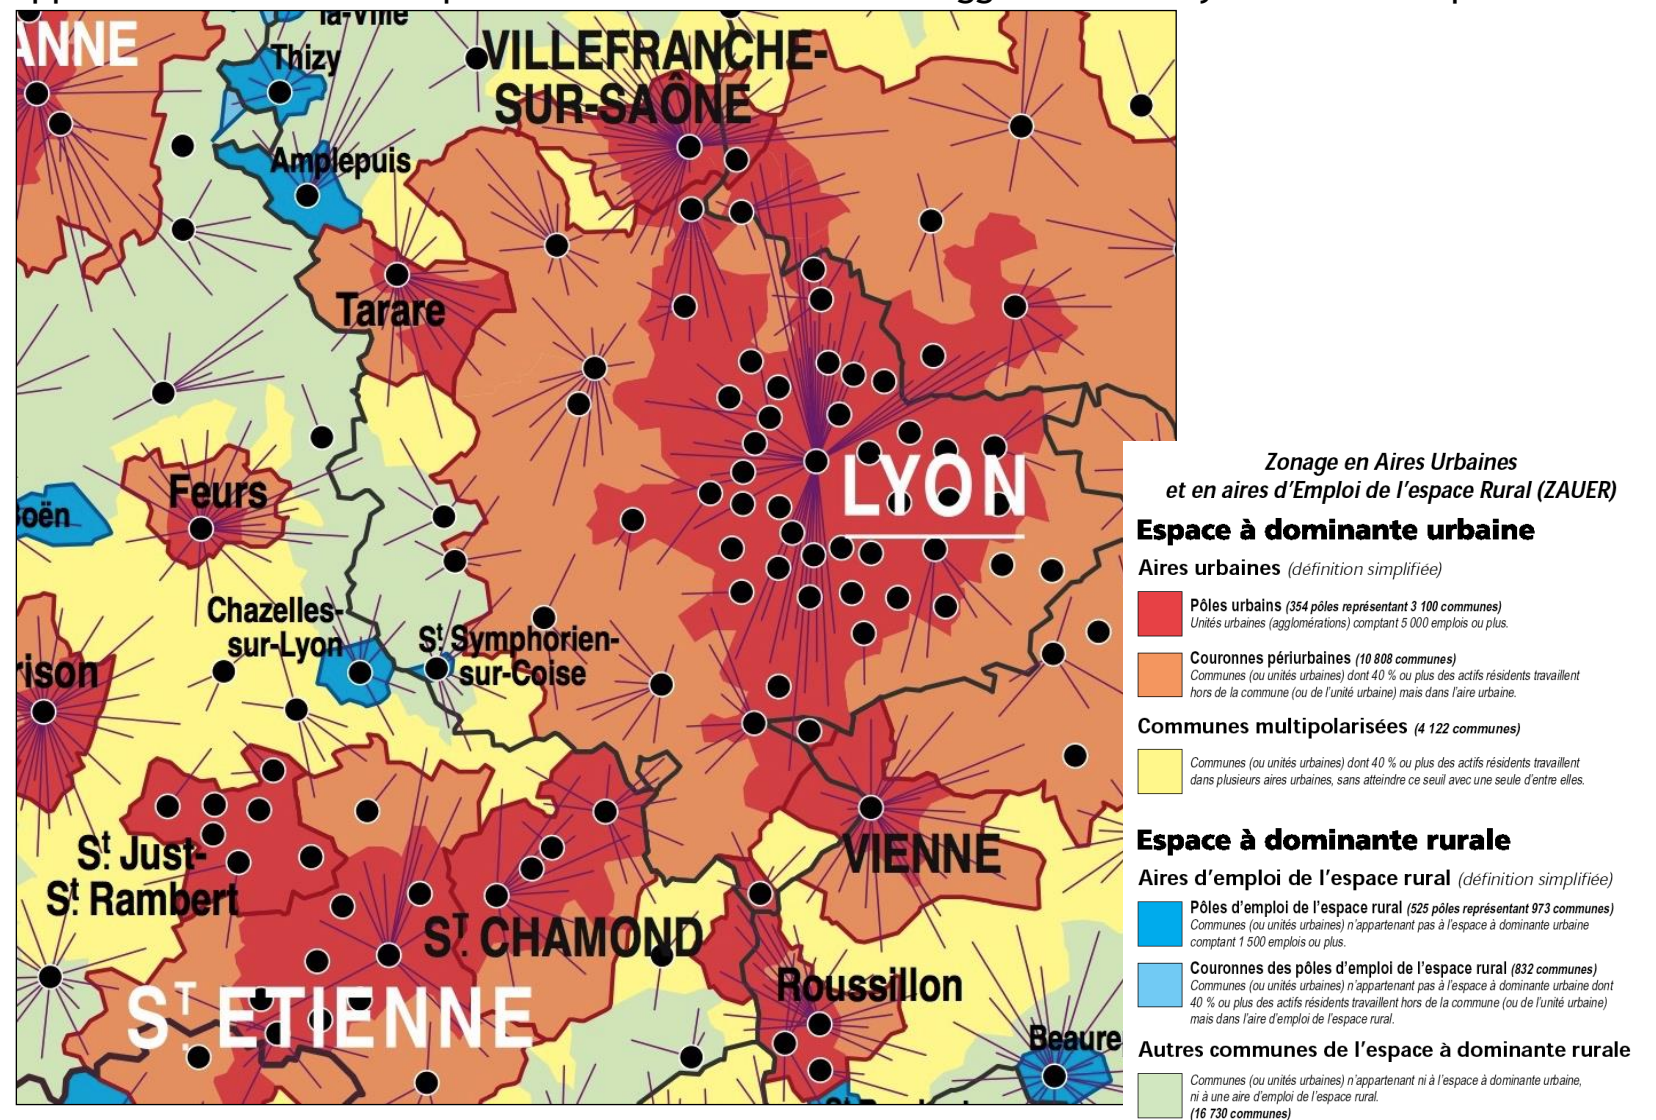 la-Ville
ANNE
Thizy
VILLEFRANCHE-
SUR-SAÔNE
Amplepuis
Tarare
Feurs
LYON
oën
Chazelles-
sur-Lyon
St Symphorien-
sur-Coise
rison
St Just-
St Rambert
VIENNE
ST CHAMOND
Roussillon
ST ETIENNE
Beaure
Zonage en Aires Urbaines
et en aires d'Emploi de l'espace Rural (ZAUER)
Espace à dominante urbaine
Aires urbaines (définition simplifiée)
Pôles urbains (354 pôles représentant 3 100 communes)
Unités urbaines (agglomérations) comptant 5 000 emplois ou plus.
Couronnes périurbaines (10 808 communes)
Communes (ou unités urbaines) dont 40 % ou plus des actifs résidents travaillent
hors de la commune (ou de l'unité urbaine) mais dans l'aire urbaine.
Communes multipolarisées (4 122 communes)
Communes (ou unités urbaines) dont 40 % ou plus des actifs résidents travaillent
dans plusieurs aires urbaines, sans atteindre ce seuil avec une seule d'entre elles.
Espace à dominante rurale
Aires d'emploi de l'espace rural (définition simplifiée)
Pôles d'emploi de l'espace rural (525 pôles représentant 973 communes)
Communes (ou unités urbaines) n'appartenant pas à l'espace à dominante urbaine
comptant 1 500 emplois ou plus.
Couronnes des pôles d'emploi de l'espace rural (832 communes)
Communes (ou unités urbaines) n'appartenant pas à l'espace à dominante urbaine dont
40 % ou plus des actifs résidents travaillent hors de la commune (ou de l'unité urbaine)
mais dans l'aire d'emploi de l'espace rural.
Autres communes de l'espace à dominante rurale
Communes (ou unités urbaines) n'appartenant ni à l'espace à dominante urbaine,
ni à une aire d'emploi de l'espace rural.
(16 730 communes)